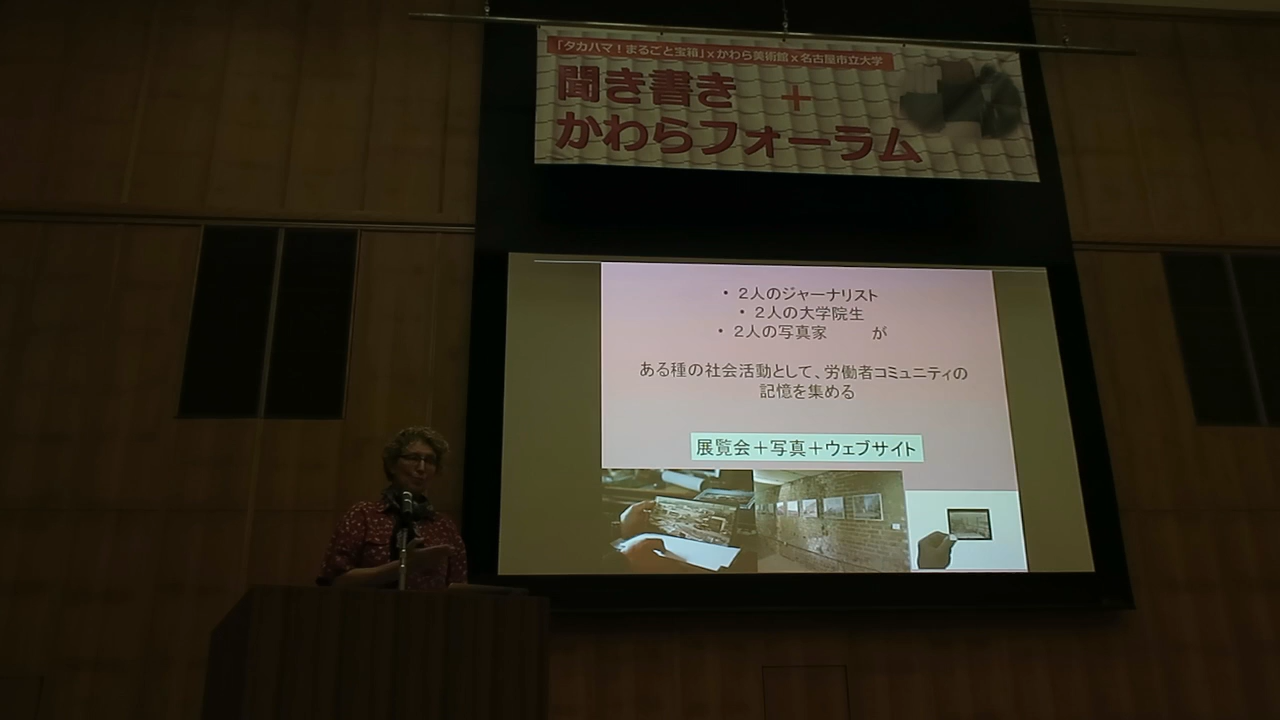 「タカハマ！まるごと宝箱」×かわら美術館×名古屋市立大学
聞き書き ＋
かわらフォーラム
・２人のジャーナリスト
・２人の大学院生
・２人の写真家 が
ある種の社会活動として、労働者コミュニティの
記憶を集める
展覧会＋写真＋ウェブサイト